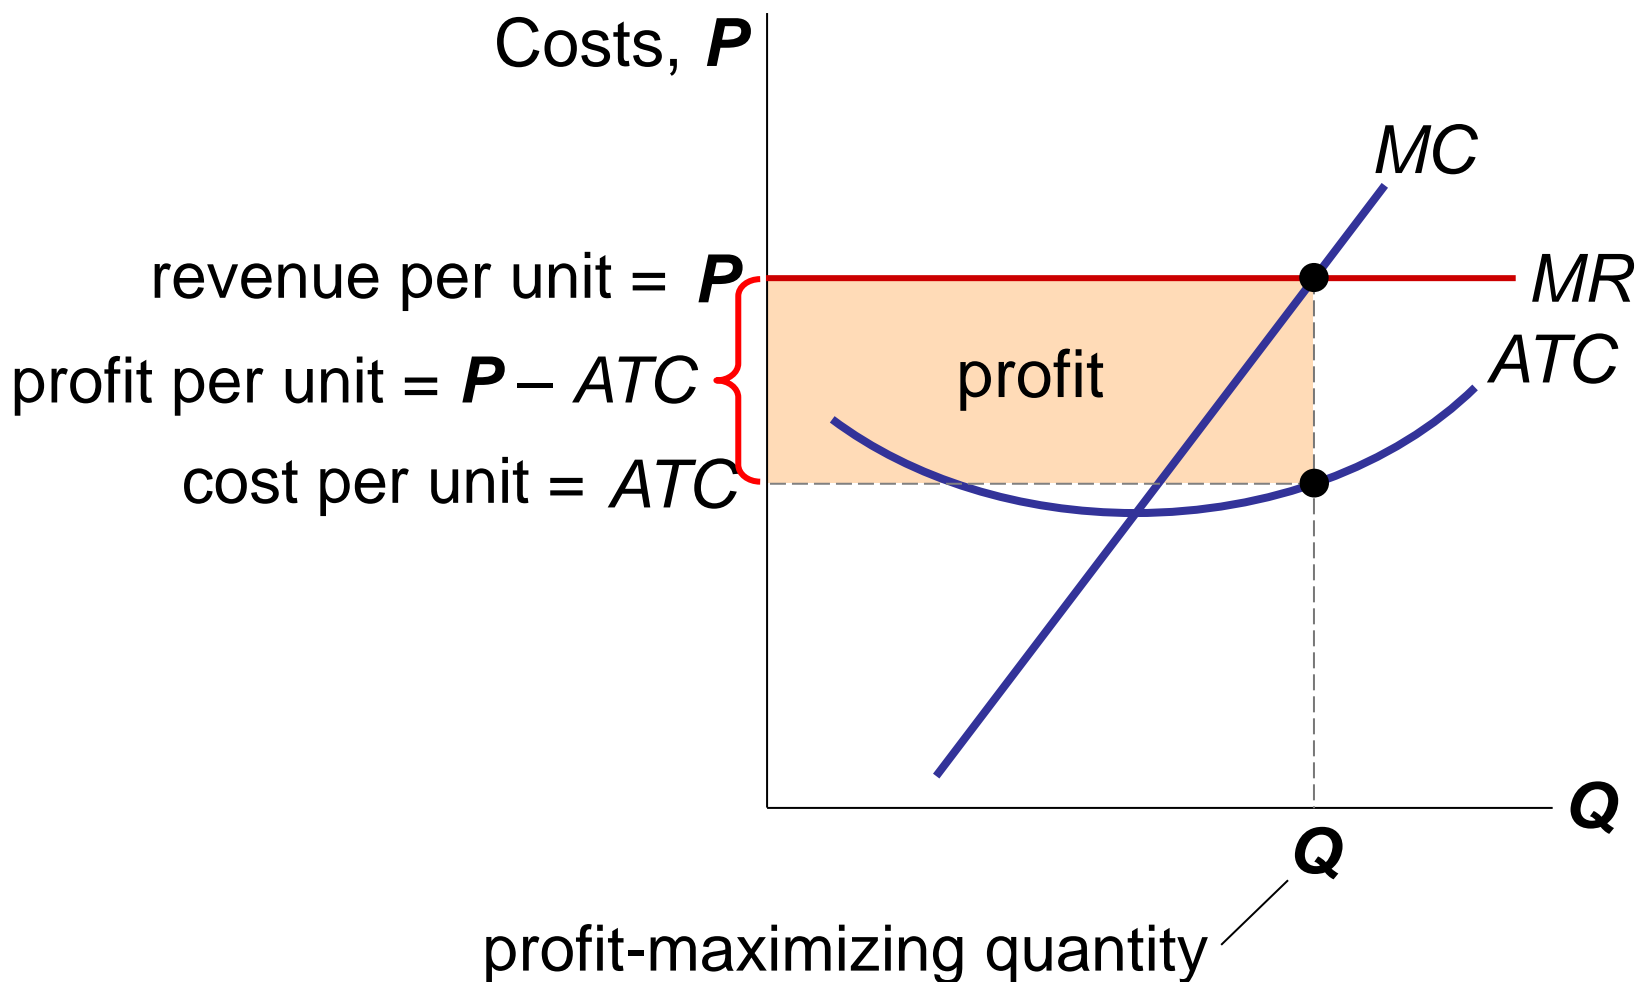 Costs, P
MC
revenue per unit = P
MR
profit per unit = P – ATC
profit
ATC
cost per unit = ATC
Q
Q
profit-maximizing quantity